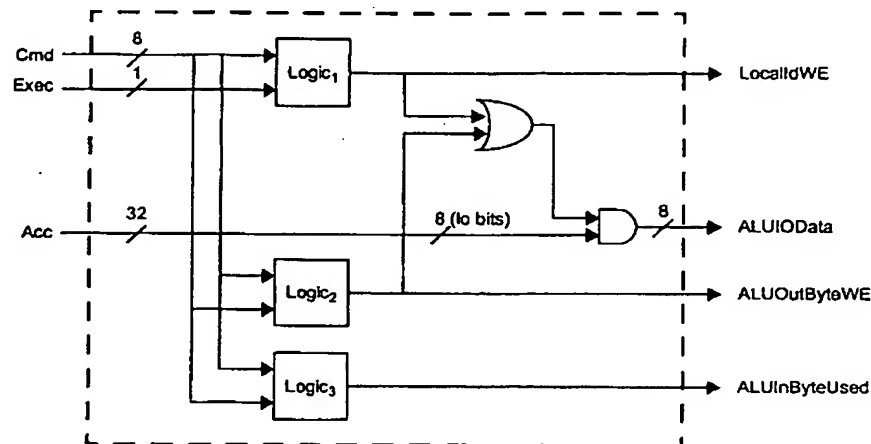 Cmd
8
Logic₁
LocalIdWE
Exec
1
Acc
32
8 (lo bits)
8
ALUIOData
Logic₂
ALUOutByteWE
Logic₃
ALUInByteUsed